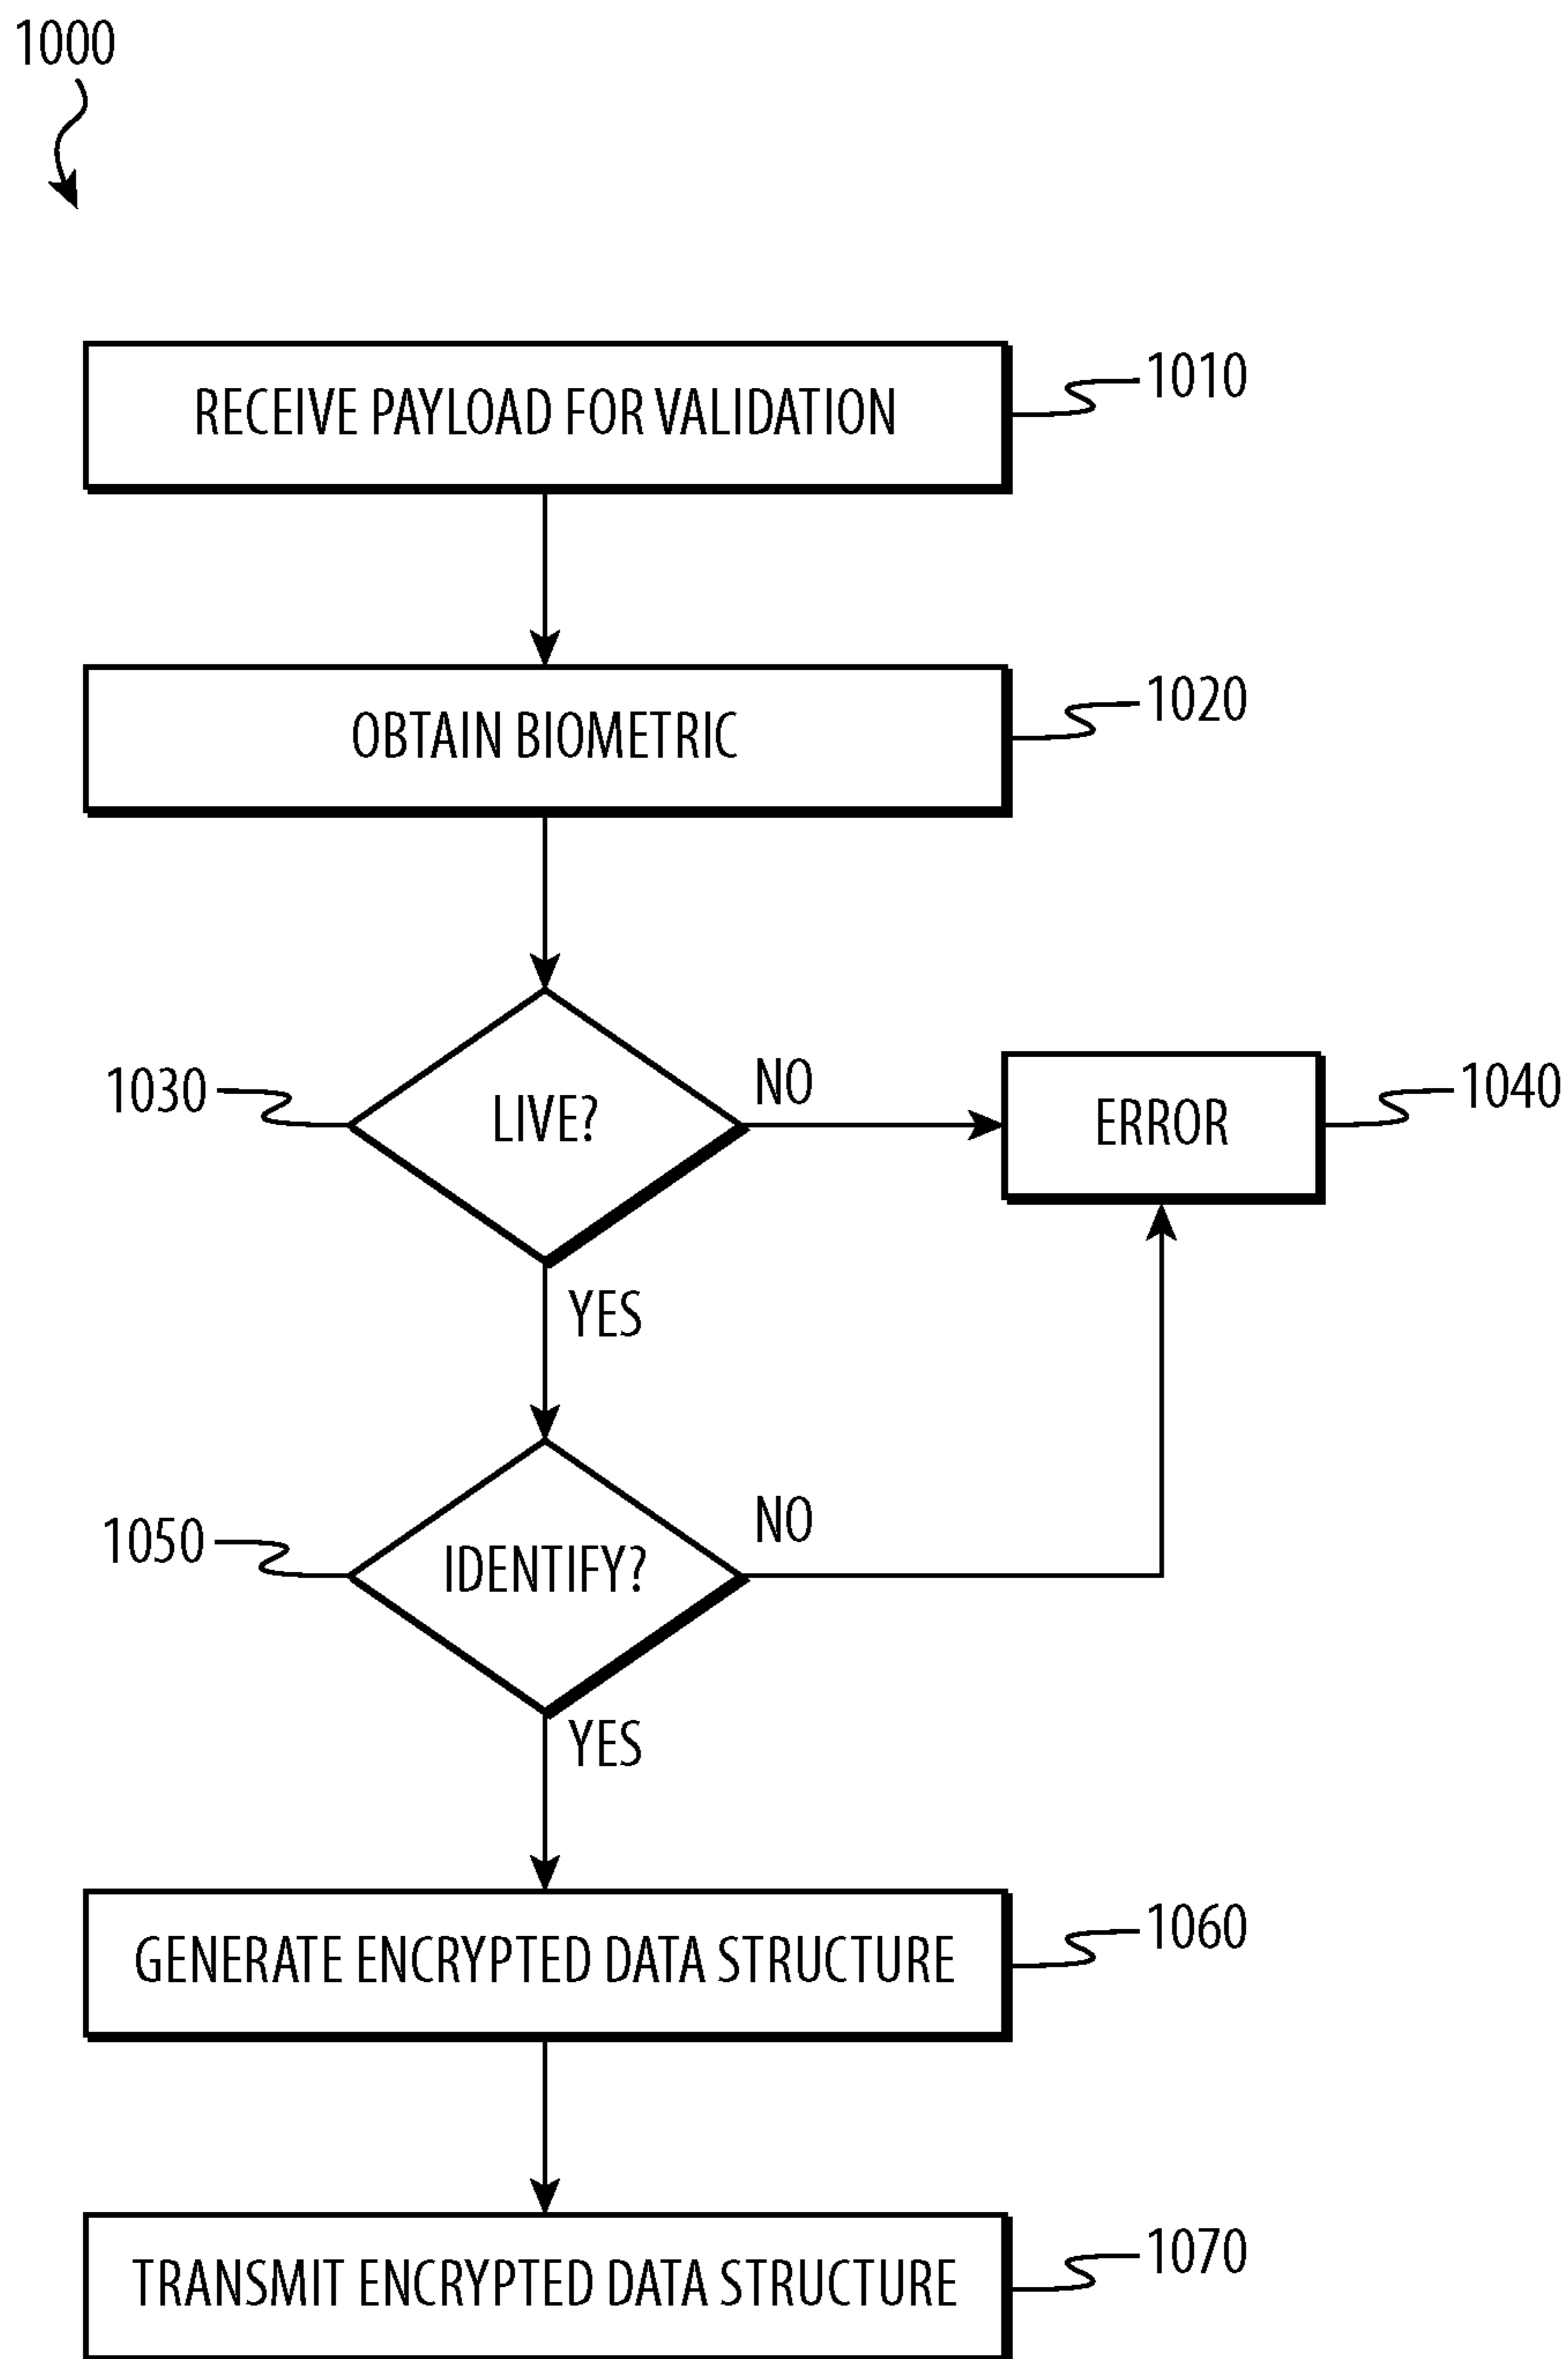 1000
RECEIVE PAYLOAD FOR VALIDATION
1010
OBTAIN BIOMETRIC
1020
1030
LIVE?
NO
ERROR
1040
YES
1050
IDENTIFY?
NO
YES
GENERATE ENCRYPTED DATA STRUCTURE
1060
TRANSMIT ENCRYPTED DATA STRUCTURE
1070